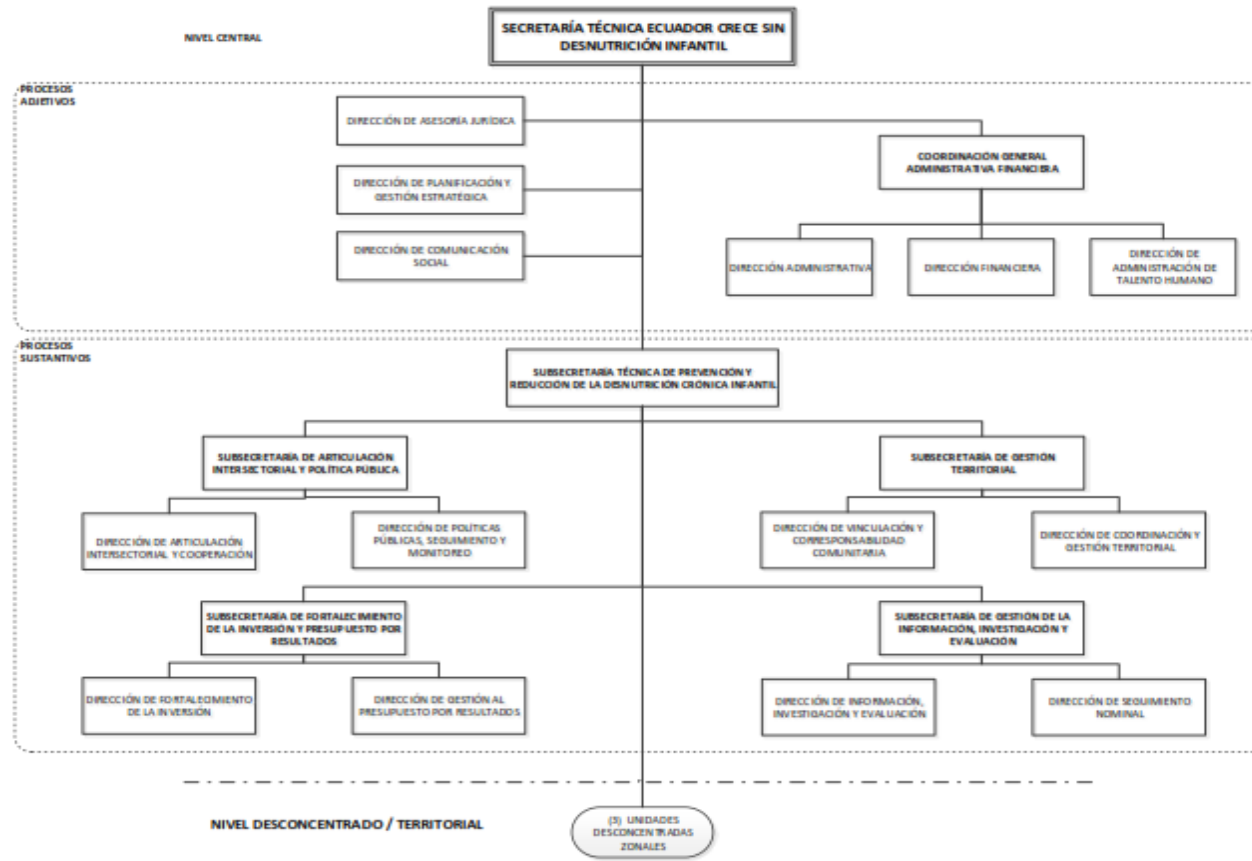 NIVEL CENTRAL
SECRETARÍA TÉCNICA ECUADOR CRECE SIN
DESNUTRICIÓN INFANTIL
PROCESOS
ADJETIVOS
DIRECCIÓN DE ASESORÍA JURÍDICA
COORDINACIÓN GENERAL
ADMINISTRATIVA FINANCIERA
DIRECCIÓN DE PLANIFICACIÓN Y
GESTIÓN ESTRATÉGICA
DIRECCIÓN DE COMUNICACIÓN
SOCIAL
DIRECCIÓN ADMINISTRATIVA
DIRECCIÓN FINANCIERA
DIRECCIÓN DE
ADMINISTRACIÓN DE
TALENTO HUMANO
PROCESOS
SUSTANTIVOS
SUBSECRETARÍA TÉCNICA DE PREVENCIÓN Y
REDUCCIÓN DE LA DESNUTRICIÓN CRÓNICA INFANTIL
SUBSECRETARÍA DE ARTICULACIÓN
INTERSECTORIAL Y POLÍTICA PÚBLICA
SUBSECRETARÍA DE GESTIÓN
TERRITORIAL
DIRECCIÓN DE ARTICULACIÓN
INTERSECTORIAL Y COOPERACIÓN
DIRECCIÓN DE POLÍTICAS
PÚBLICAS, SEGUIMIENTO Y
MONITOREO
DIRECCIÓN DE VINCULACIÓN Y
CORRESPONSABILIDAD
COMUNITARIA
DIRECCIÓN DE COORDINACIÓN Y
GESTIÓN TERRITORIAL
SUBSECRETARÍA DE FORTALECIMIENTO
DE LA INVERSIÓN Y PRESUPUESTO POR
RESULTADOS
SUBSECRETARÍA DE GESTIÓN DE LA
INFORMACIÓN, INVESTIGACIÓN Y
EVALUACIÓN
DIRECCIÓN DE FORTALECIMIENTO
DE LA INVERSIÓN
DIRECCIÓN DE GESTIÓN AL
PRESUPUESTO POR RESULTADOS
DIRECCIÓN DE INFORMACIÓN,
INVESTIGACIÓN Y EVALUACIÓN
DIRECCIÓN DE SEGUIMIENTO
NOMINAL
NIVEL DESCONCENTRADO / TERRITORIAL
(3) UNIDADES
DESCONCENTRADAS
ZONALES